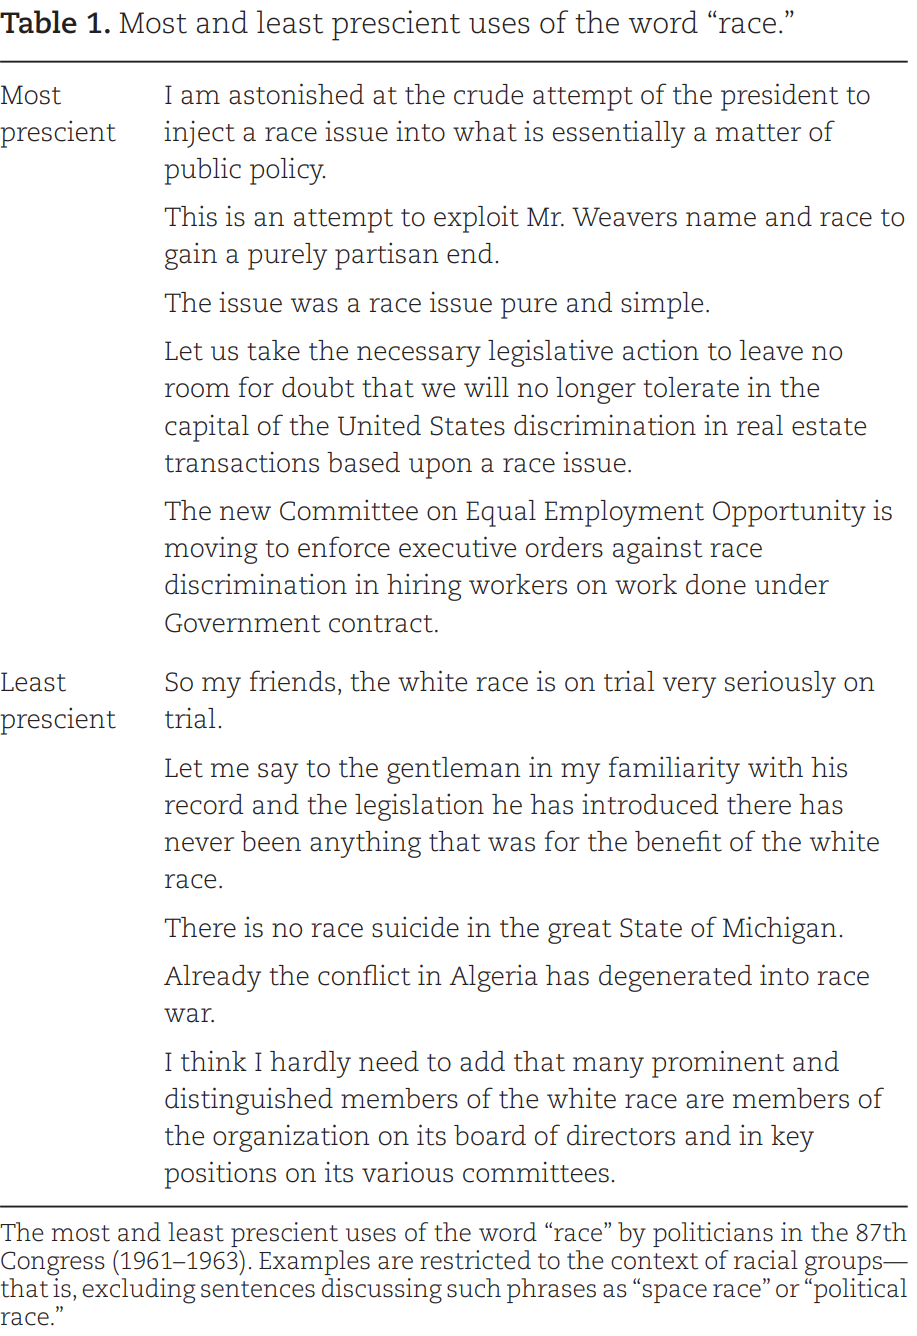 Table 1. Most and least prescient uses of the word “race.”
Most
prescient
I am astonished at the crude attempt of the president to
inject a race issue into what is essentially a matter of
public policy.
This is an attempt to exploit Mr. Weavers name and race to
gain a purely partisan end.
The issue was a race issue pure and simple.
Let us take the necessary legislative action to leave no
room for doubt that we will no longer tolerate in the
capital of the United States discrimination in real estate
transactions based upon a race issue.
The new Committee on Equal Employment Opportunity is
moving to enforce executive orders against race
discrimination in hiring workers on work done under
Government contract.
Least
prescient
So my friends, the white race is on trial very seriously on
trial.
Let me say to the gentleman in my familiarity with his
record and the legislation he has introduced there has
never been anything that was for the benefit of the white
race.
There is no race suicide in the great State of Michigan.
Already the conflict in Algeria has degenerated into race
war.
I think I hardly need to add that many prominent and
distinguished members of the white race are members of
the organization on its board of directors and in key
positions on its various committees.
The most and least prescient uses of the word “race” by politicians in the 87th
Congress (1961–1963). Examples are restricted to the context of racial groups—
that is, excluding sentences discussing such phrases as “space race” or “political
race.”